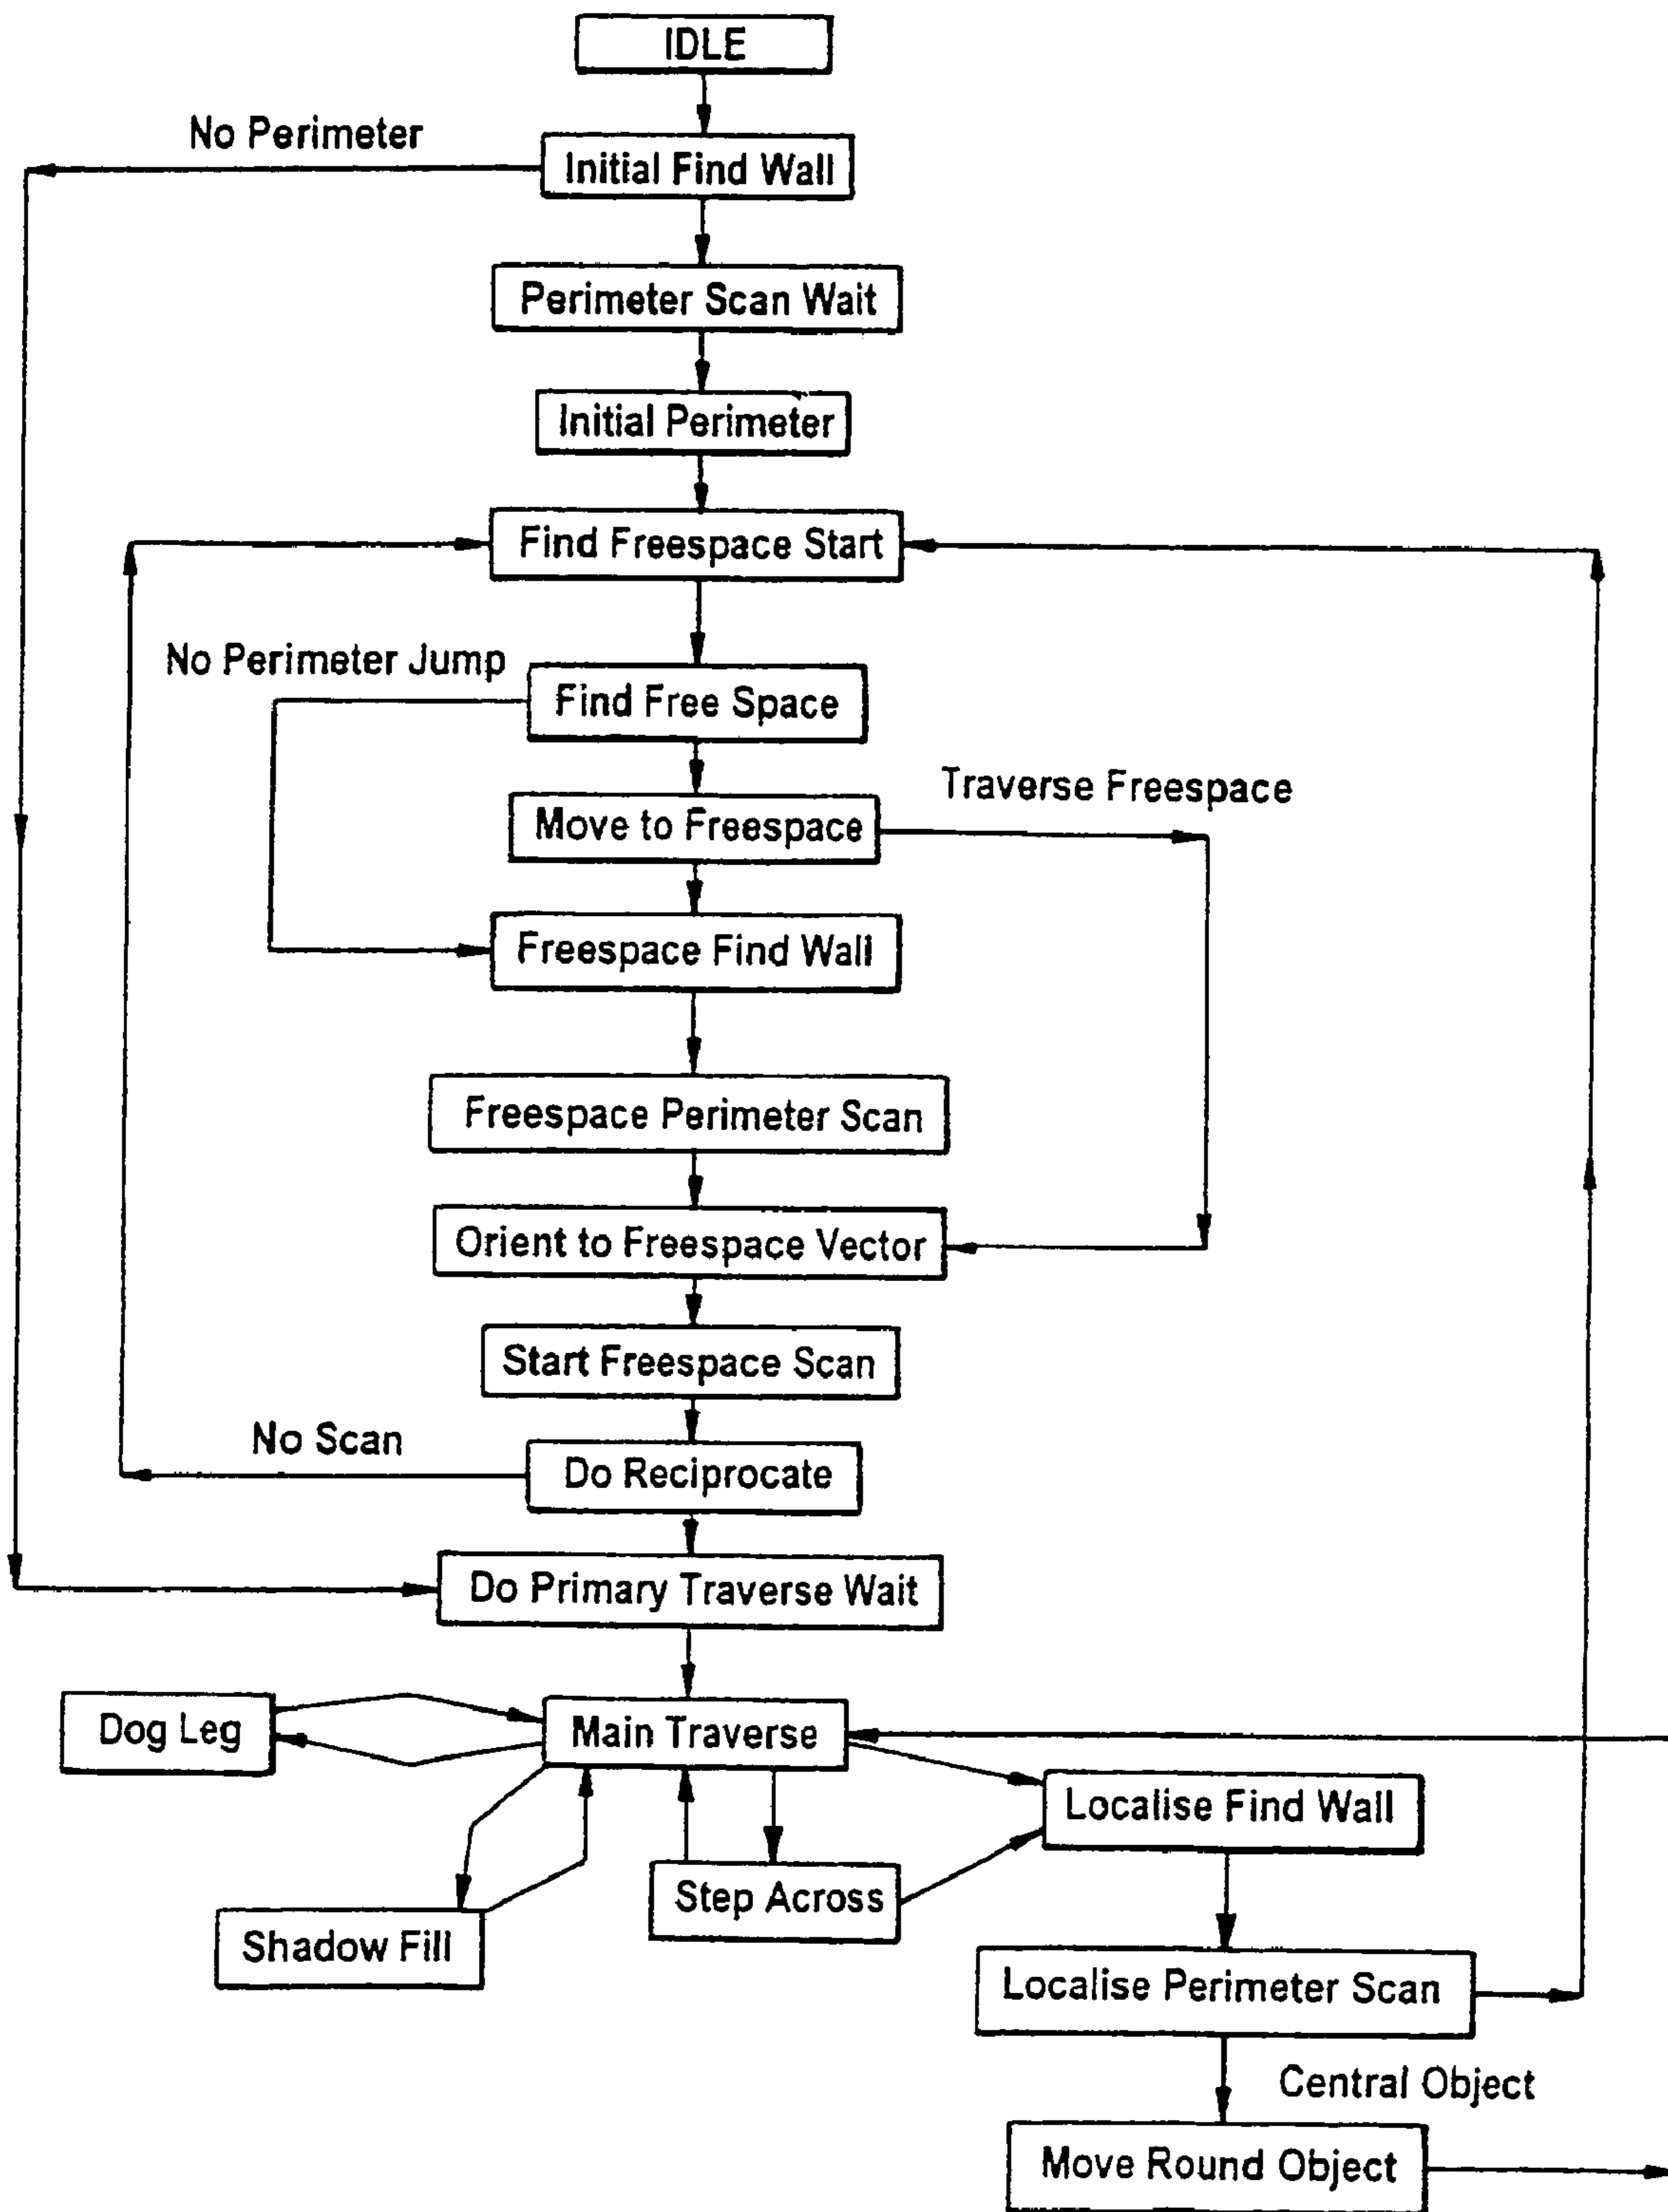 IDLE
No Perimeter
Initial Find Wall
Perimeter Scan Wait
Initial Perimeter
Find Freespace Start
No Perimeter Jump
Find Free Space
Traverse Freespace
Move to Freespace
Freespace Find Wall
Freespace Perimeter Scan
Orient to Freespace Vector
Start Freespace Scan
No Scan
Do Reciprocate
Do Primary Traverse Wait
Dog Leg
Main Traverse
Localise Find Wall
Step Across
Shadow Fill
Localise Perimeter Scan
Central Object
Move Round Object